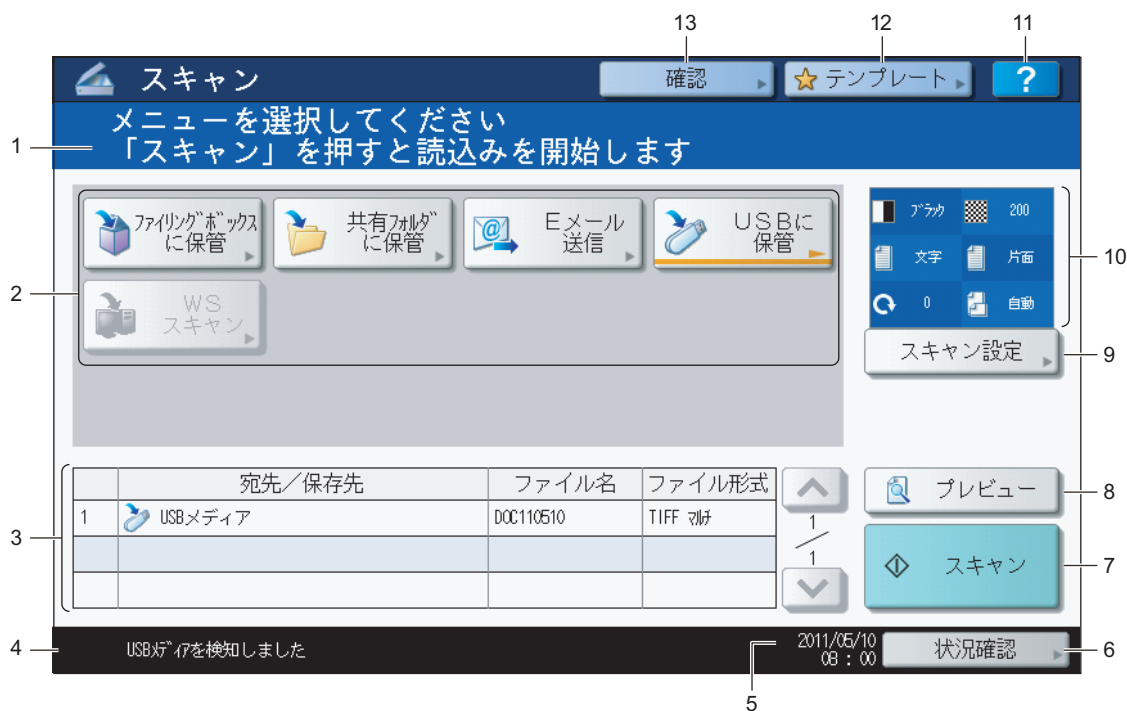 13
12
11
スキャン
確認
テンプレート
?
1
メニューを選択してください
「スキャン」を押すと読込みを開始します
2
ﾌｧｲﾘﾝｸﾞﾎﾞｯｸｽ
に保管
共有ﾌｫﾙﾀﾞ
に保管
@
Eメール
送信
USBに
保管
WS
スキャン
ﾌﾞﾗｯｸ
200
文字
片面
0
自動
10
スキャン設定
9
3
宛先／保存先
ファイル名
ファイル形式
1
USBメディア
DOC110510
TIFF ﾏﾙﾁ
1
1
プレビュー
8
スキャン
7
4
USBﾒﾃﾞｨｱを検知しました
2011/05/10
08 : 00
状況確認
6
5